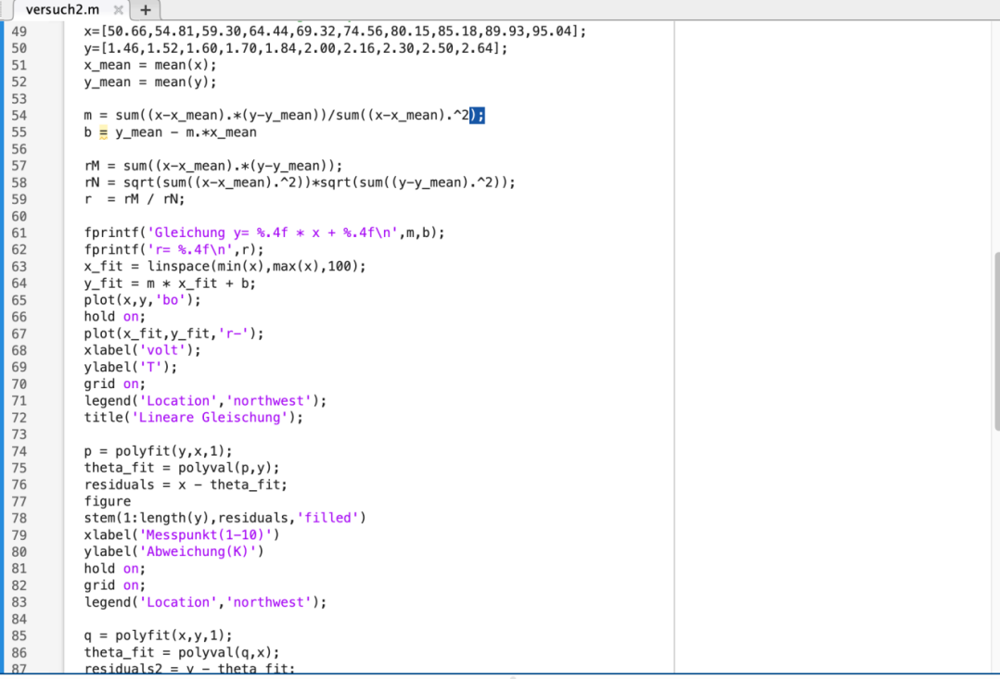 versuch2.m × +
49 x=[50.66,54.81,59.30,64.44,69.32,74.56,80.15,85.18,89.93,95.04];
50 y=[1.46,1.52,1.60,1.70,1.84,2.00,2.16,2.30,2.50,2.64];
51 x_mean = mean(x);
52 y_mean = mean(y);
53
54 m = sum((x-x_mean).*(y-y_mean))/sum((x-x_mean).^2);
55 b = y_mean - m.*x_mean
56
57 rM = sum((x-x_mean).*(y-y_mean));
58 rN = sqrt(sum((x-x_mean).^2))*sqrt(sum((y-y_mean).^2));
59 r  = rM / rN;
60
61 fprintf('Gleichung y= %.4f * x + %.4f\n',m,b);
62 fprintf('r= %.4f\n',r);
63 x_fit = linspace(min(x),max(x),100);
64 y_fit = m * x_fit + b;
65 plot(x,y,'bo');
66 hold on;
67 plot(x_fit,y_fit,'r-');
68 xlabel('volt');
69 ylabel('T');
70 grid on;
71 legend('Location','northwest');
72 title('Lineare Gleischung');
73
74 p = polyfit(y,x,1);
75 theta_fit = polyval(p,y);
76 residuals = x - theta_fit;
77 figure
78 stem(1:length(y),residuals,'filled')
79 xlabel('Messpunkt(1-10)')
80 ylabel('Abweichung(K)')
81 hold on;
82 grid on;
83 legend('Location','northwest');
84
85 q = polyfit(x,y,1);
86 theta_fit = polyval(q,x);
87 residuals2 = y - theta_fit;